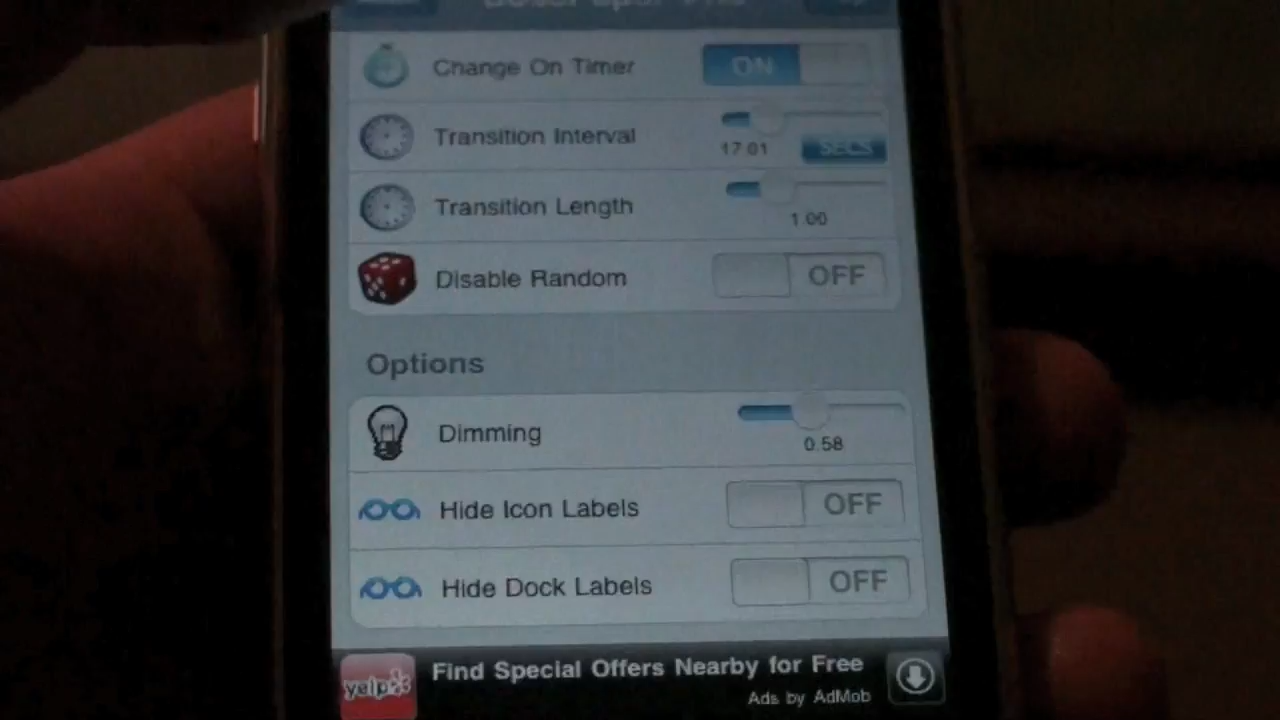 Change On Timer ON
Transition Interval
17.01 SECS
Transition Length
1.00
Disable Random OFF
Options
Dimming
0.58
Hide Icon Labels OFF
Hide Dock Labels OFF
yelp
Find Special Offers Nearby for Free
Ads by AdMob